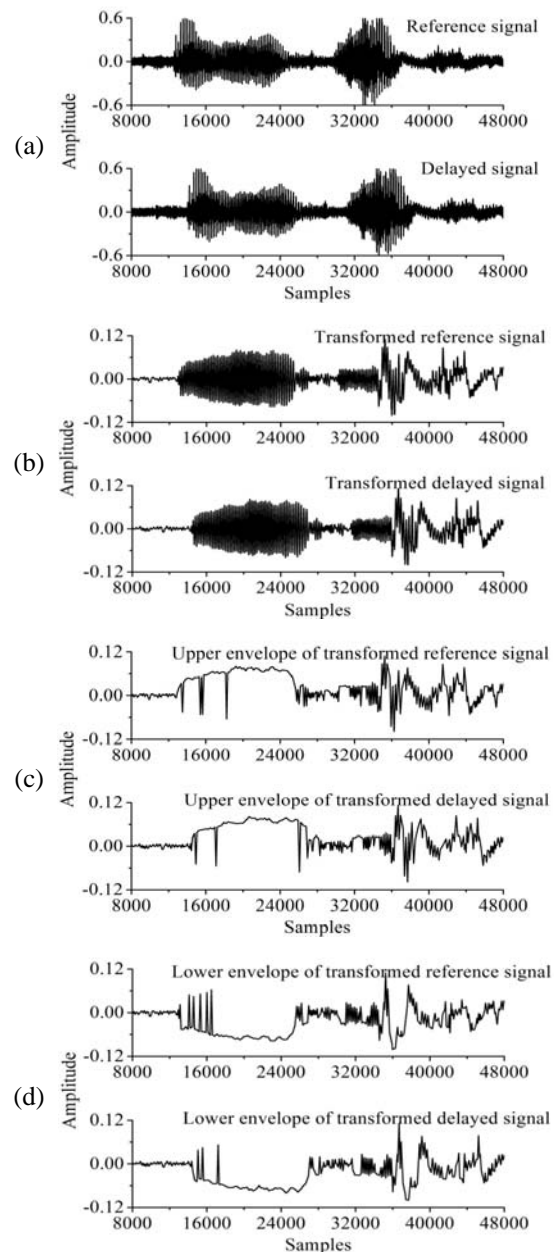 0.6
Reference signal
0.0
-0.6
8000 16000 24000 32000 40000 48000
(a)
Amplitude
0.6
Delayed signal
0.0
-0.6
8000 16000 24000 32000 40000 48000
Samples
0.12
Transformed reference signal
0.00
-0.12
8000 16000 24000 32000 40000 48000
(b)
Amplitude
0.12
Transformed delayed signal
0.00
-0.12
8000 16000 24000 32000 40000 48000
0.12
Upper envelope of transformed reference signal
0.00
-0.12
8000 16000 24000 32000 40000 48000
(c)
Amplitude
0.12
Upper envelope of transformed delayed signal
0.00
-0.12
8000 16000 24000 32000 40000 48000
Samples
0.12
Lower envelope of transformed reference signal
0.00
-0.12
8000 16000 24000 32000 40000 48000
(d)
Amplitude
0.12
Lower envelope of transformed delayed signal
0.00
-0.12
8000 16000 24000 32000 40000 48000
Samples